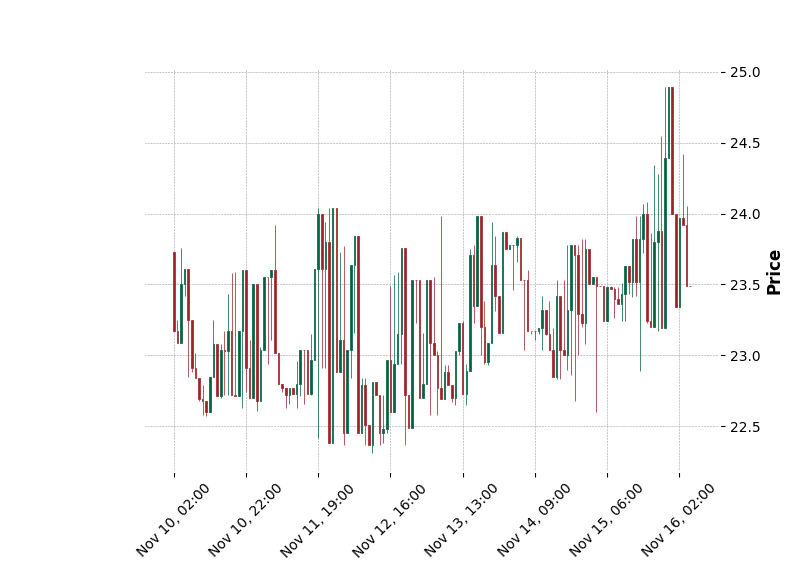 25.0
24.5
24.0
23.5
23.0
22.5
Price
Nov 10, 02:00
Nov 10, 22:00
Nov 11, 19:00
Nov 12, 16:00
Nov 13, 13:00
Nov 14, 09:00
Nov 15, 06:00
Nov 16, 02:00